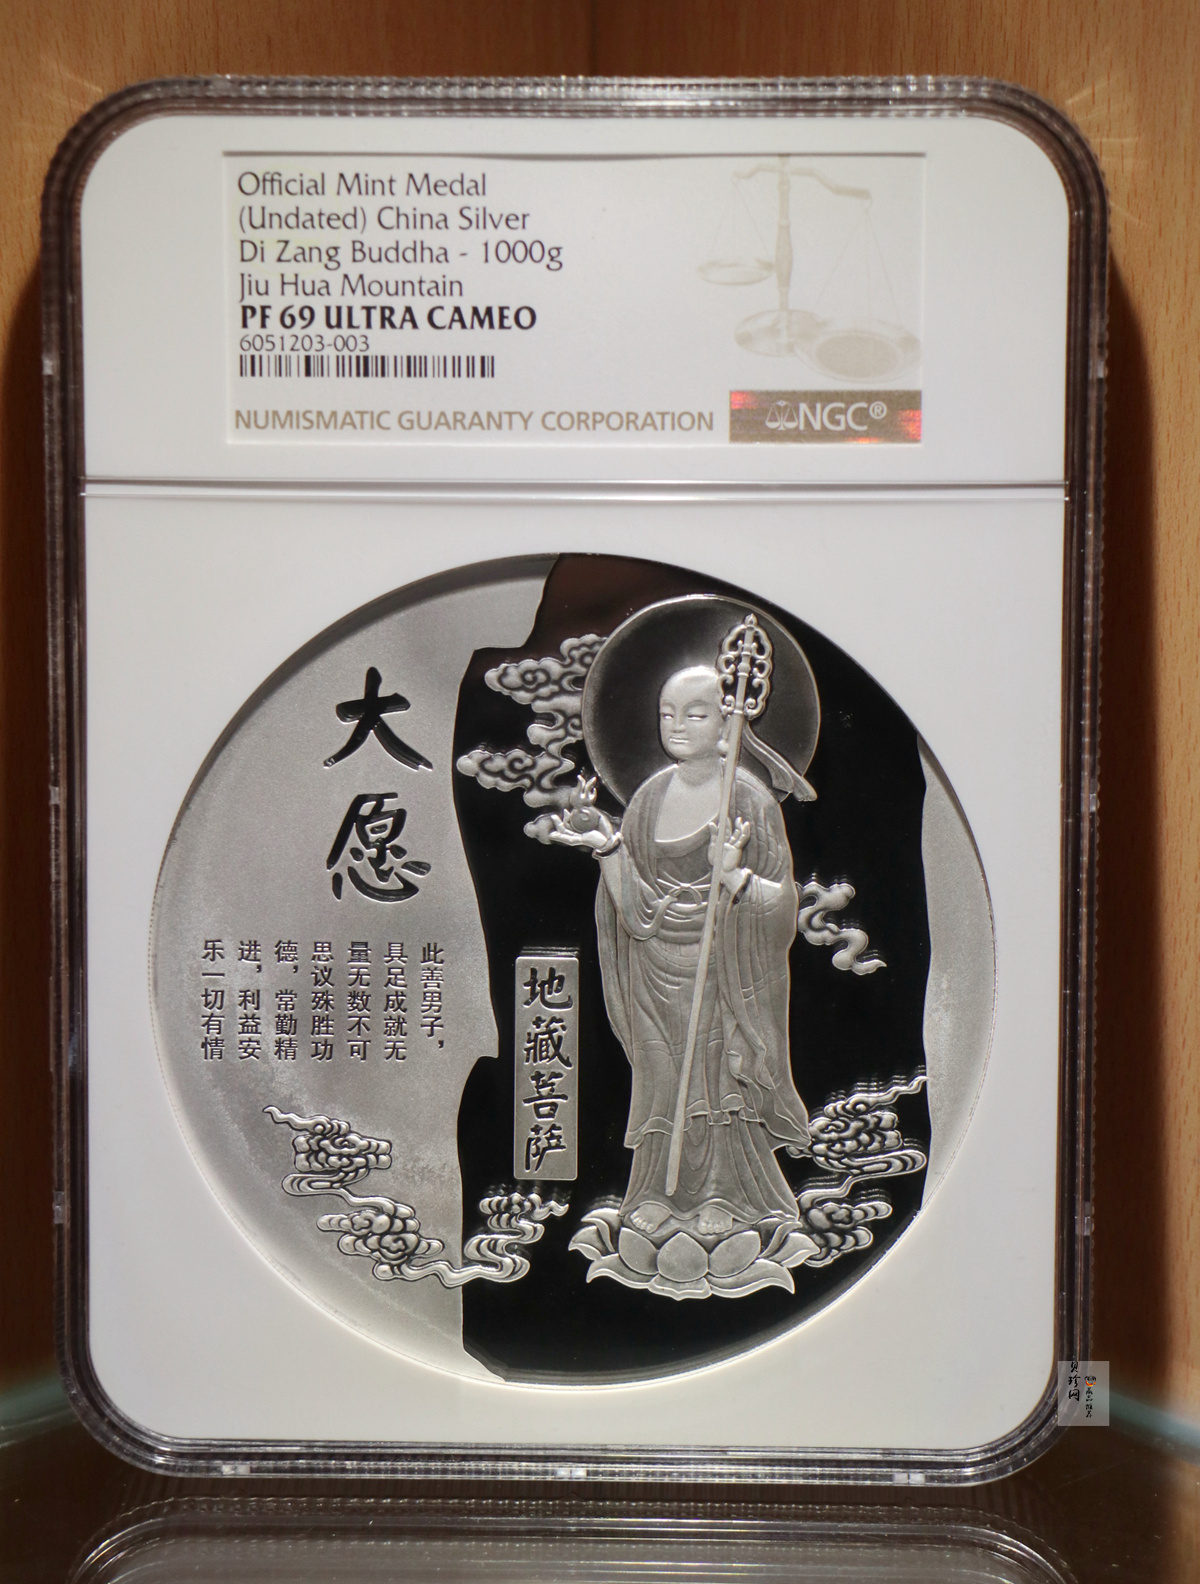 Official Mint Medal
(Undated) China Silver
Di Zang Buddha - 1000g
Jiu Hua Mountain
PF 69 ULTRA CAMEO
6051203-003
NUMISMATIC GUARANTY CORPORATION
NGC®
大愿
此善男子，
具足成就无
量无数不可
思议殊胜功
德，常勤精
进，利益安
乐一切有情
地藏菩萨